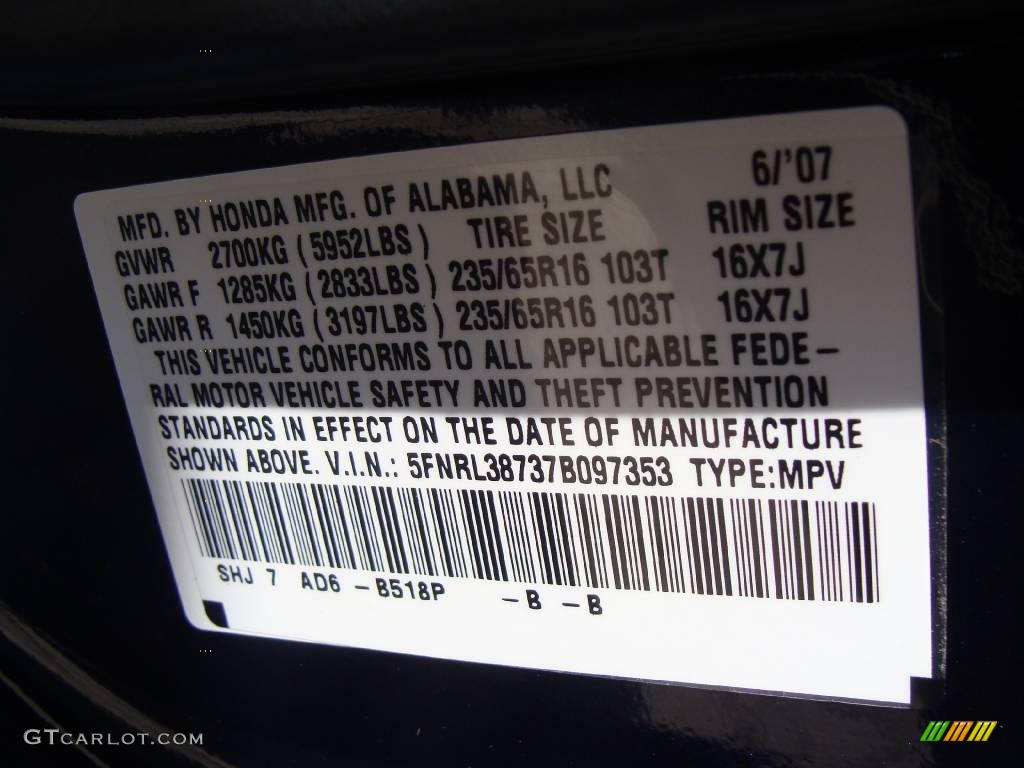 6/'07
MFD. BY HONDA MFG. OF ALABAMA, LLC
GVWR 2700KG (5952LBS) TIRE SIZE RIM SIZE
GAWR F 1285KG (2833LBS) 235/65R16 103T 16X7J
GAWR R 1450KG (3197LBS) 235/65R16 103T 16X7J
THIS VEHICLE CONFORMS TO ALL APPLICABLE FEDE–
RAL MOTOR VEHICLE SAFETY AND THEFT PREVENTION
STANDARDS IN EFFECT ON THE DATE OF MANUFACTURE
SHOWN ABOVE. V.I.N.: 5FNRL38737B097353 TYPE:MPV
SHJ 7 AD6 –B518P –B –B
GTCARLOT.COM